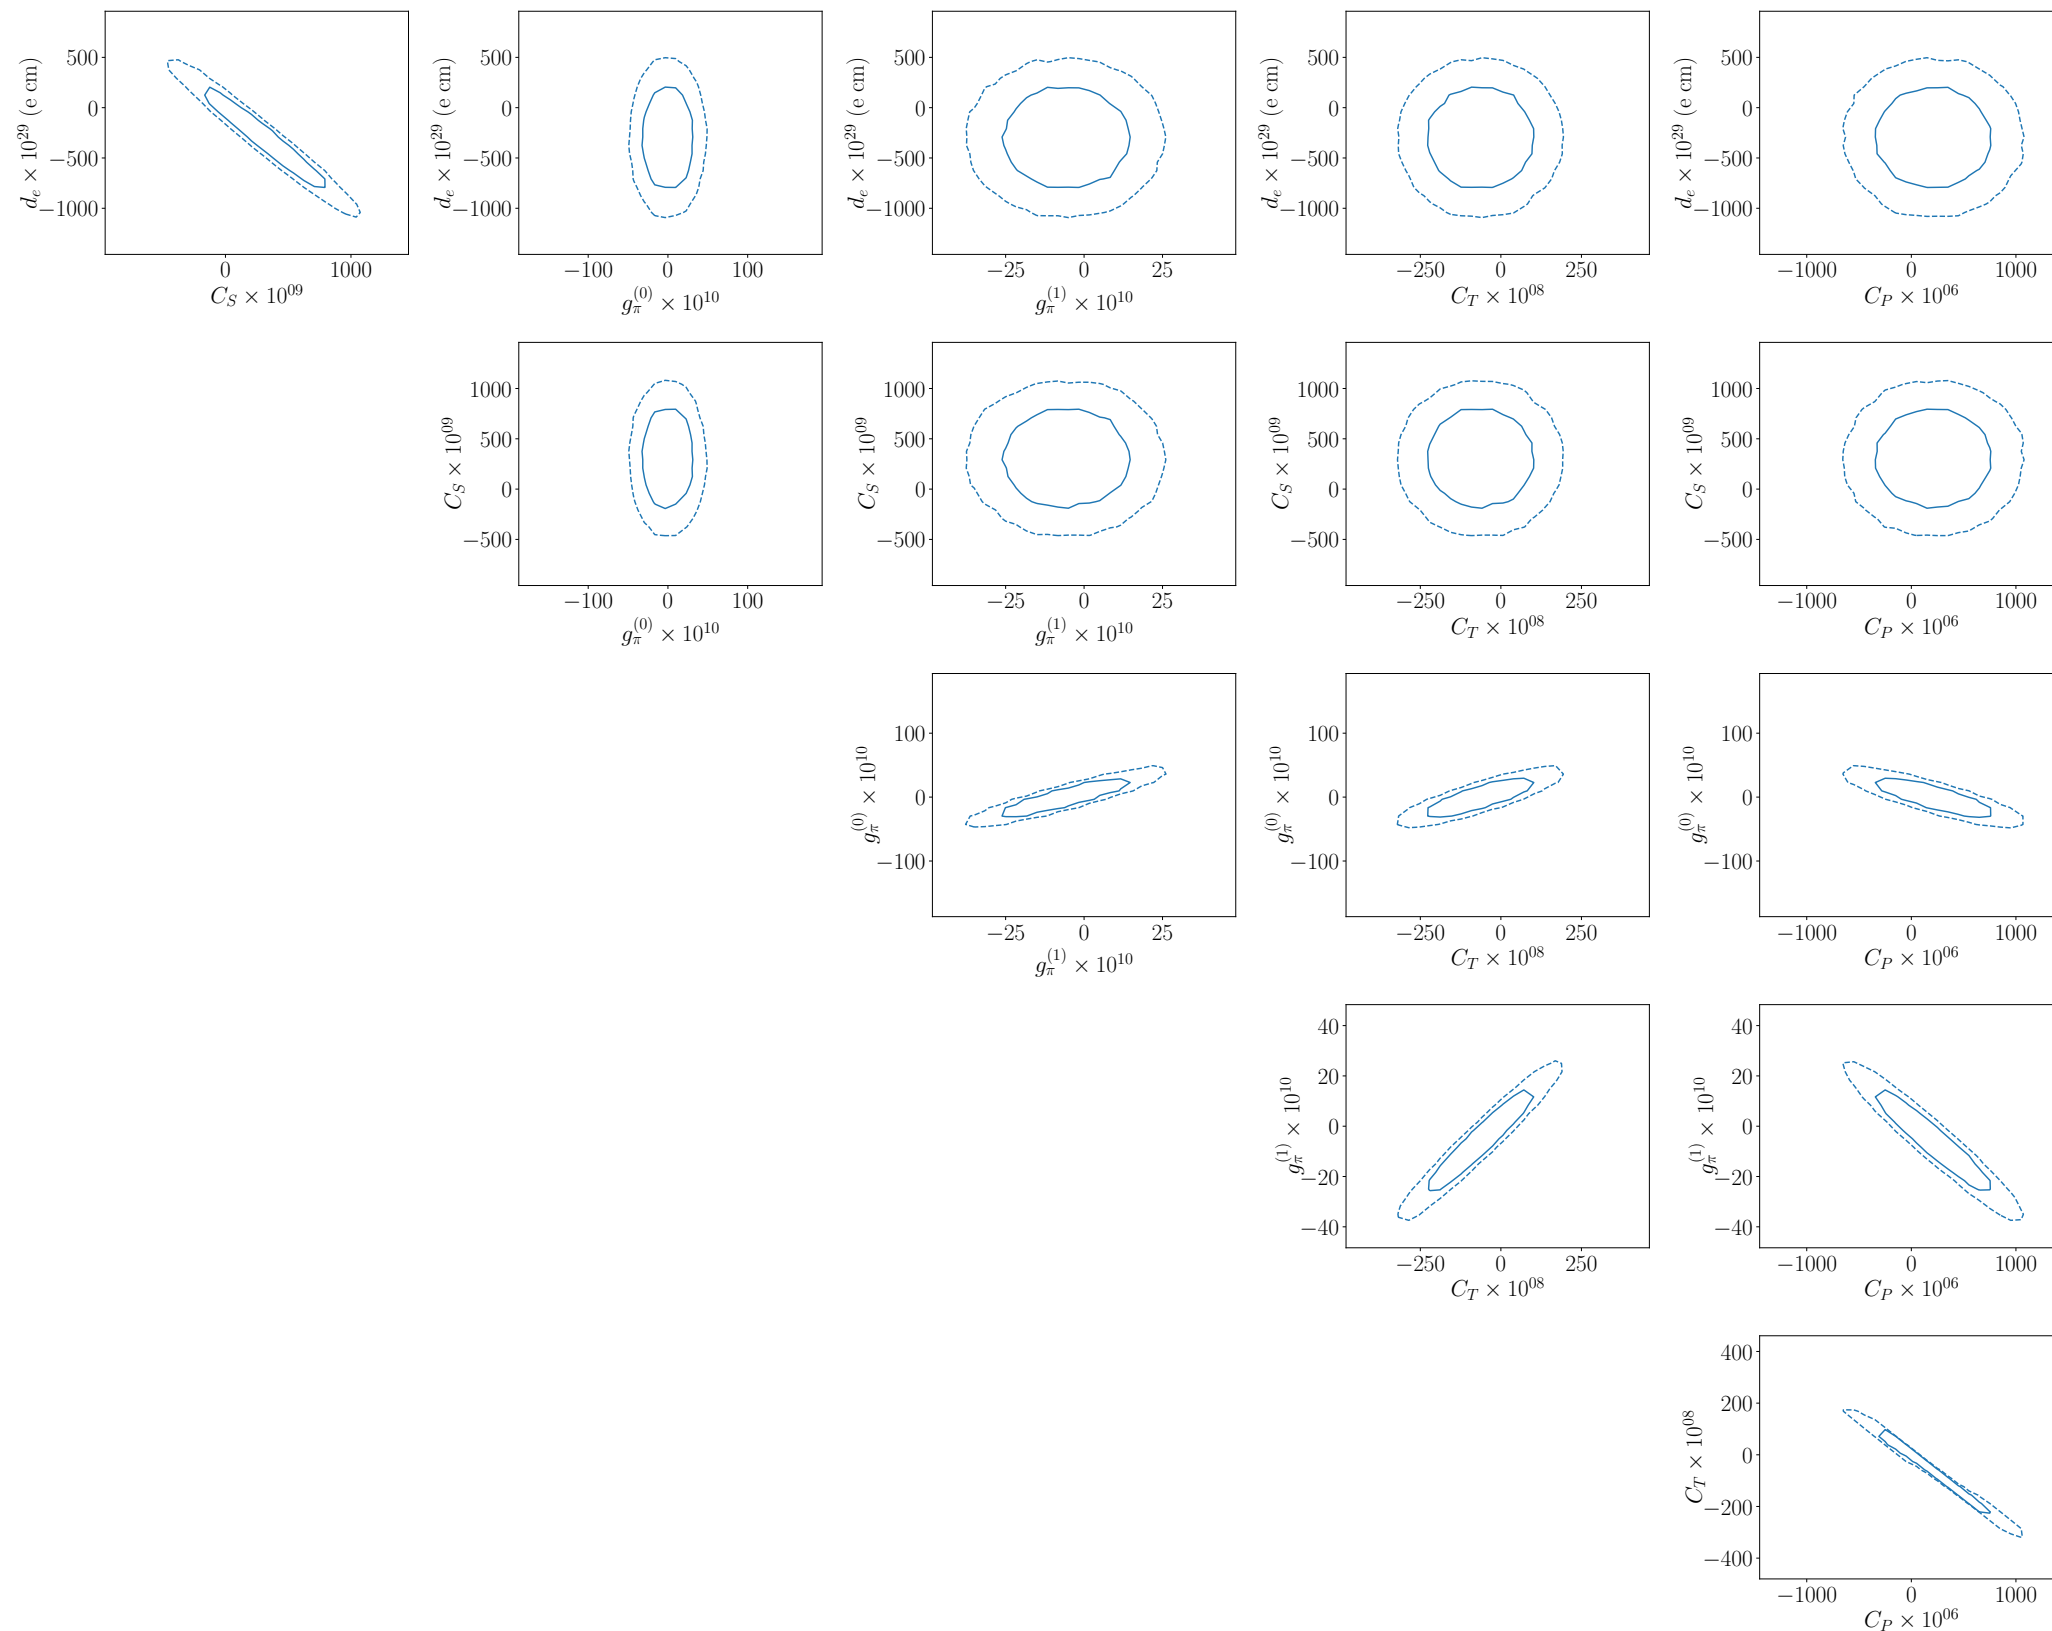 500
0
−500
−1000
d_e × 10^29 (e cm)
0 1000
C_S × 10^09
500
0
−500
−1000
d_e × 10^29 (e cm)
−100 0 100
g_π^(0) × 10^10
500
0
−500
−1000
d_e × 10^29 (e cm)
−25 0 25
g_π^(1) × 10^10
500
0
−500
−1000
d_e × 10^29 (e cm)
−250 0 250
C_T × 10^08
500
0
−500
−1000
d_e × 10^29 (e cm)
−1000 0 1000
C_P × 10^06
1000
500
0
−500
C_S × 10^09
−100 0 100
g_π^(0) × 10^10
1000
500
0
−500
C_S × 10^09
−25 0 25
g_π^(1) × 10^10
1000
500
0
−500
C_S × 10^09
−250 0 250
C_T × 10^08
1000
500
0
−500
C_S × 10^09
−1000 0 1000
C_P × 10^06
100
0
−100
g_π^(0) × 10^10
−25 0 25
g_π^(1) × 10^10
100
0
−100
g_π^(0) × 10^10
−250 0 250
C_T × 10^08
100
0
−100
g_π^(0) × 10^10
−1000 0 1000
C_P × 10^06
40
20
0
−20
−40
g_π^(1) × 10^10
−250 0 250
C_T × 10^08
40
20
0
−20
−40
g_π^(1) × 10^10
−1000 0 1000
C_P × 10^06
400
200
0
−200
−400
C_T × 10^08
−1000 0 1000
C_P × 10^06